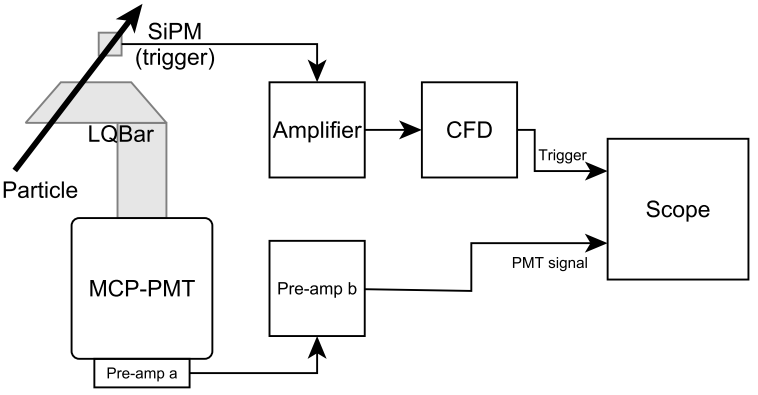 SiPM
(trigger)
LQBar
Particle
Amplifier
CFD
Trigger
Scope
MCP-PMT
Pre-amp a
Pre-amp b
PMT signal